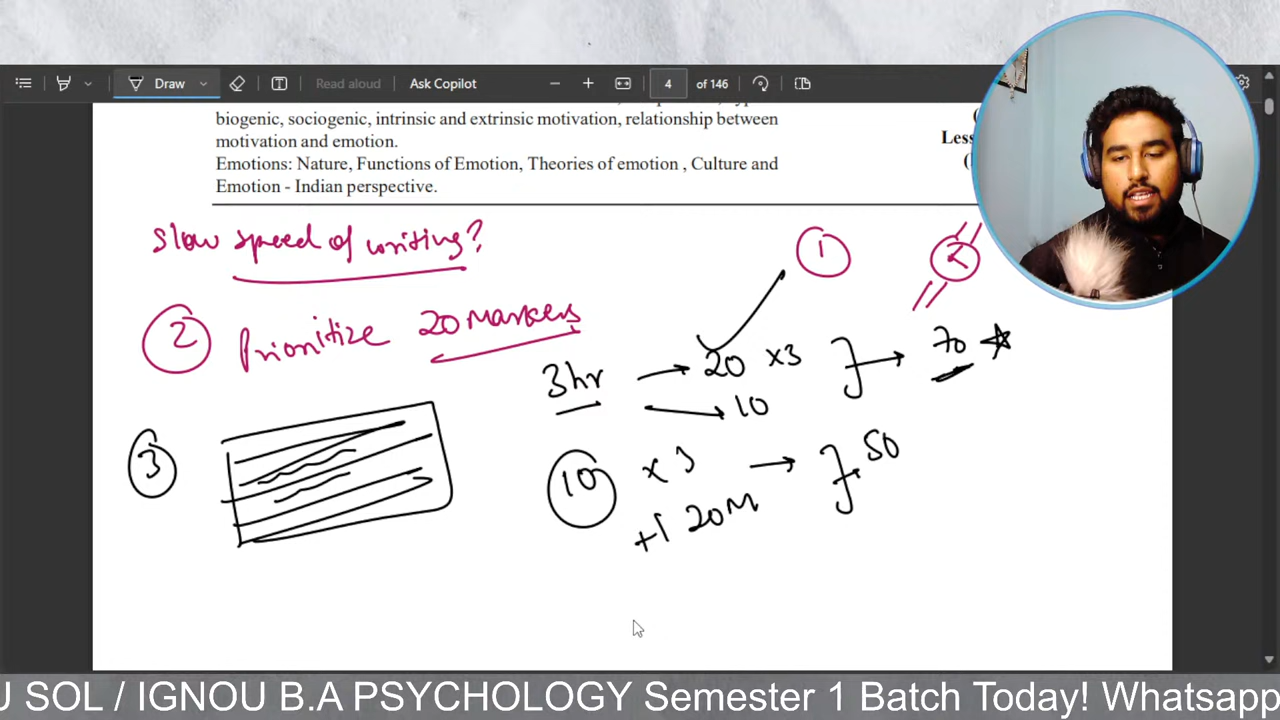 Draw
Read aloud
Ask Copilot
4
of 146
biogenic, sociogenic, intrinsic and extrinsic motivation, relationship between
motivation and emotion.
Less
Emotions: Nature, Functions of Emotion, Theories of emotion , Culture and
Emotion - Indian perspective.
Slow speed of writing?
1
2
2 Prioritize 20 Markers
3hr → 20 x3 } → 70
→ 10
3
10 x 3 → } 50
+1 20M
U SOL / IGNOU B.A PSYCHOLOGY Semester 1 Batch Today! Whatsapp